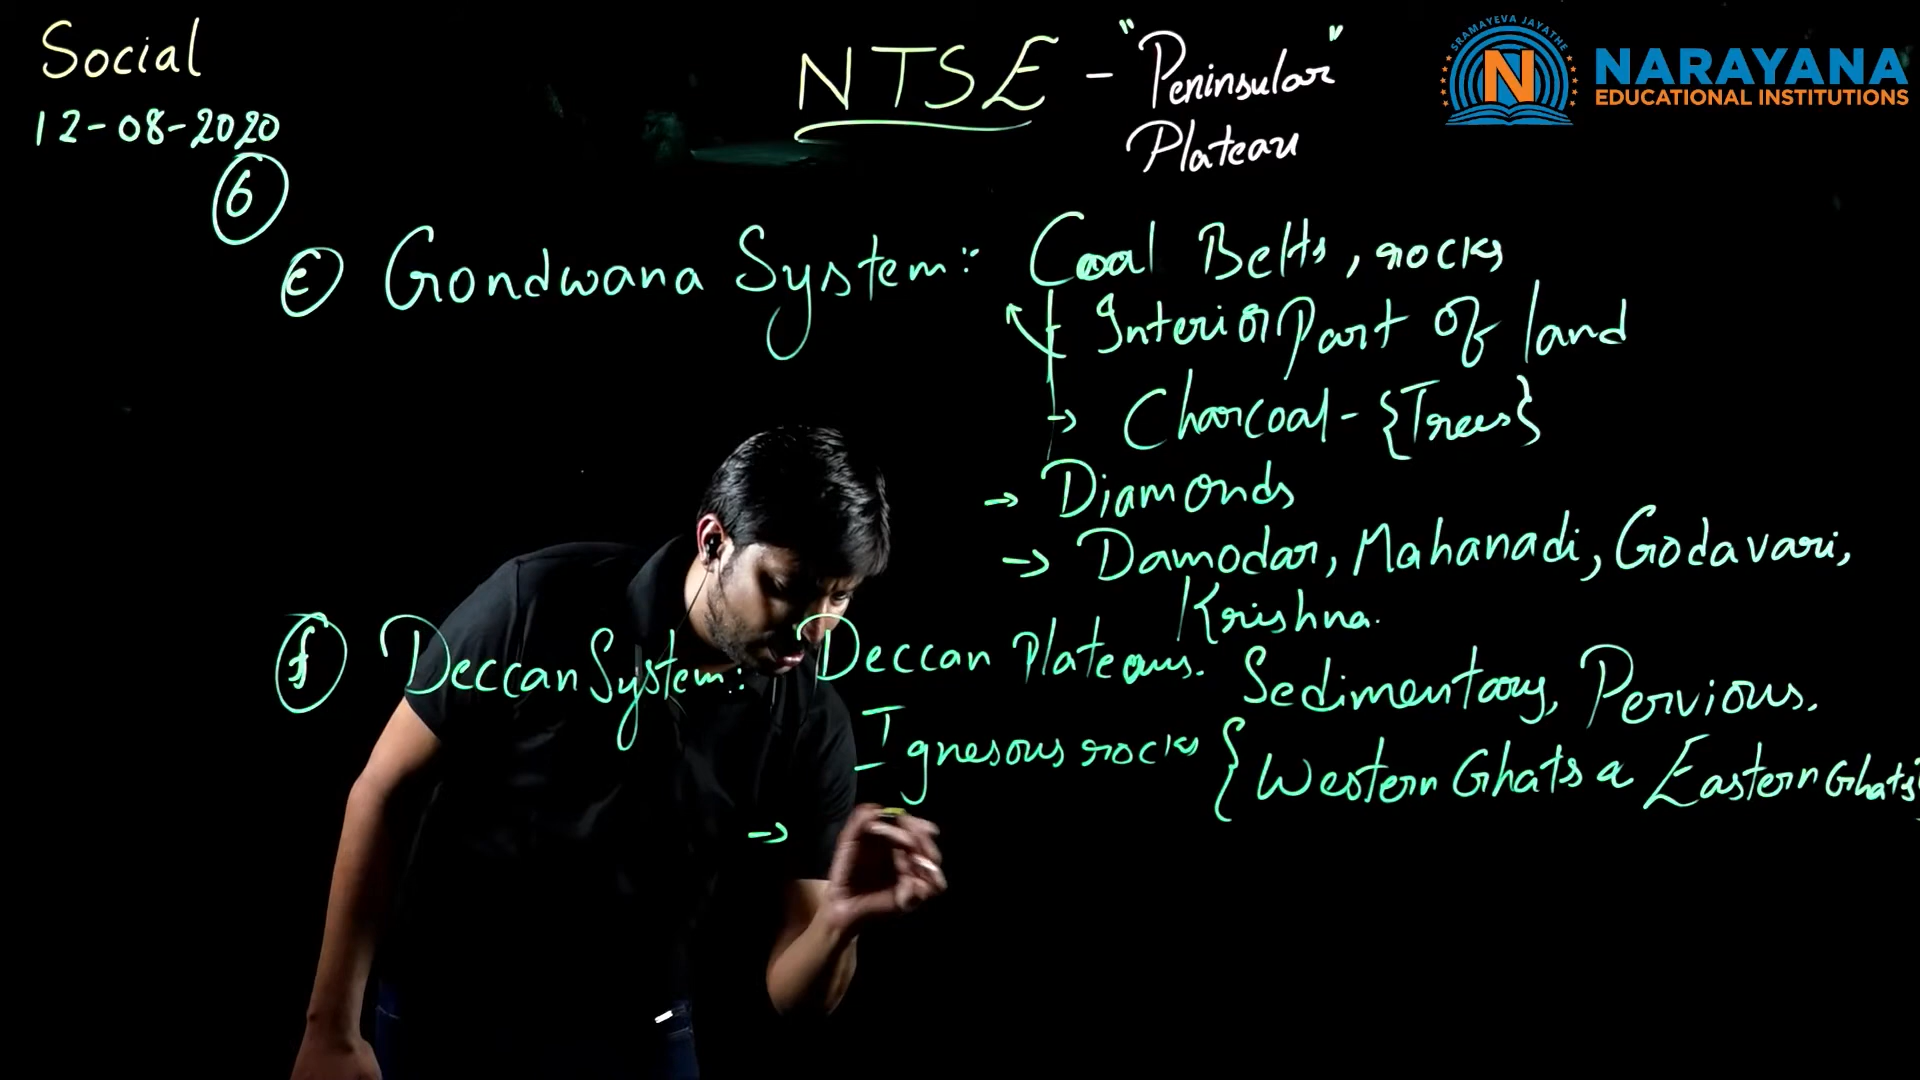 Social
12-08-2020
6
NTSE - "Peninsular"
Plateau
SRAMAYEVA JAYATHE
N
NARAYANA
EDUCATIONAL INSTITUTIONS
e Gondwana System:- Coal Belts, rocks
Interior Part of land
→ Charcoal - {Trees}
→ Diamonds
→ Damodar, Mahanadi, Godavari,
Krishna.
f Deccan System:- Deccan Plateaus. Sedimentary, Pervious.
Ignesous rocks {Western Ghats & Eastern Ghats}
→